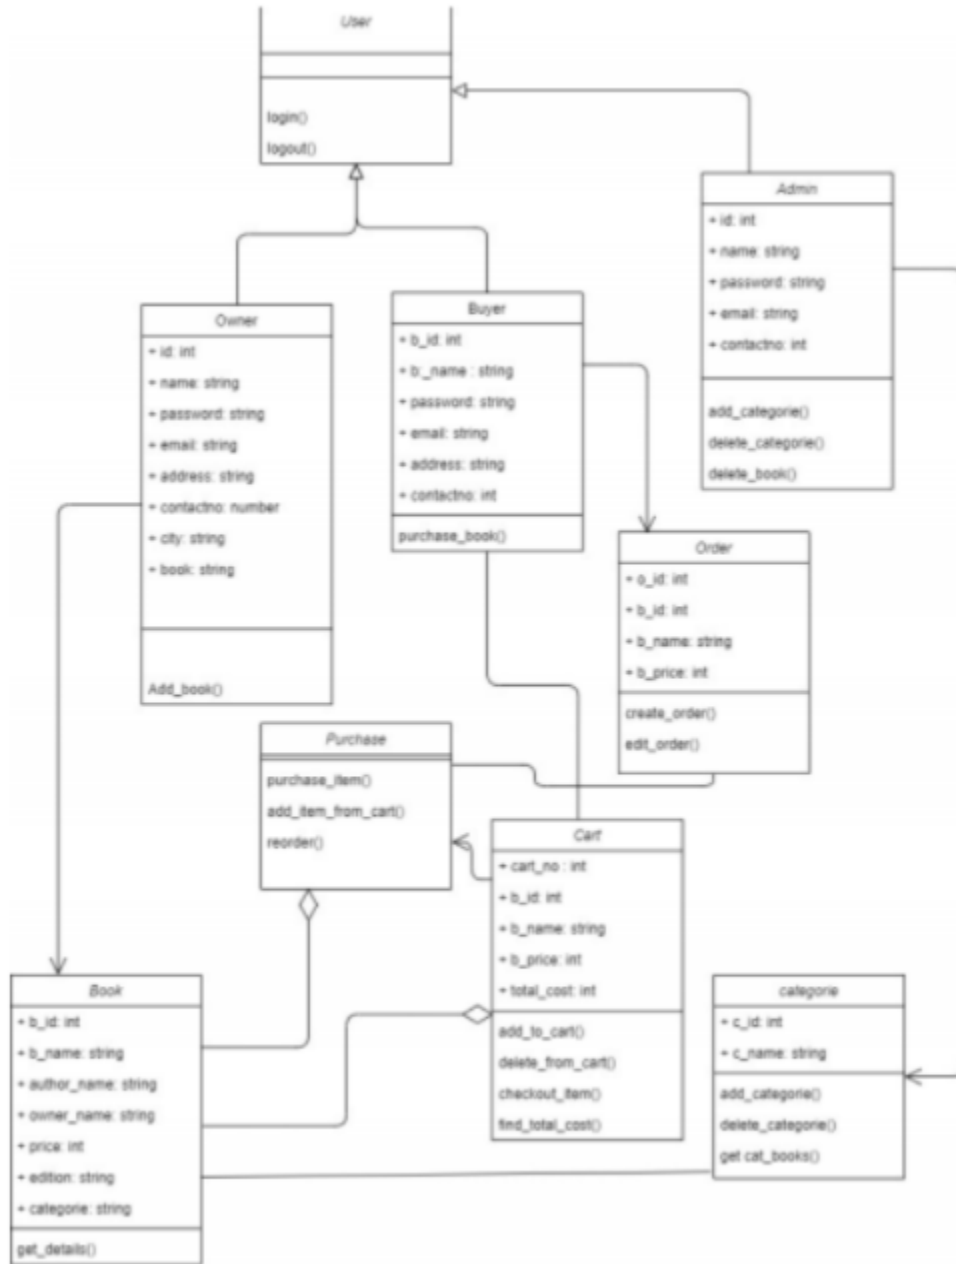 User
login()
logout()
Admin
+ id: int
+ name: string
+ password: string
+ email: string
+ contactno: int
add_categorie()
delete_categorie()
delete_book()
Owner
+ id: int
+ name: string
+ password: string
+ email: string
+ address: string
+ contactno: number
+ city: string
+ book: string
Add_book()
Buyer
+ b_id: int
+ b:_name : string
+ password: string
+ email: string
+ address: string
+ contactno: int
purchase_book()
Order
+ o_id: int
+ b_id: int
+ b_name: string
+ b_price: int
create_order()
edit_order()
Purchase
purchase_item()
add_item_from_cart()
reorder()
Cart
+ cart_no : int
+ b_id: int
+ b_name: string
+ b_price: int
+ total_cost: int
add_to_cart()
delete_from_cart()
checkout_item()
find_total_cost()
Book
+ b_id: int
+ b_name: string
+ author_name: string
+ owner_name: string
+ price: int
+ edition: string
+ categorie: string
get_details()
categorie
+ c_id: int
+ c_name: string
add_categorie()
delete_categorie()
get cat_books()